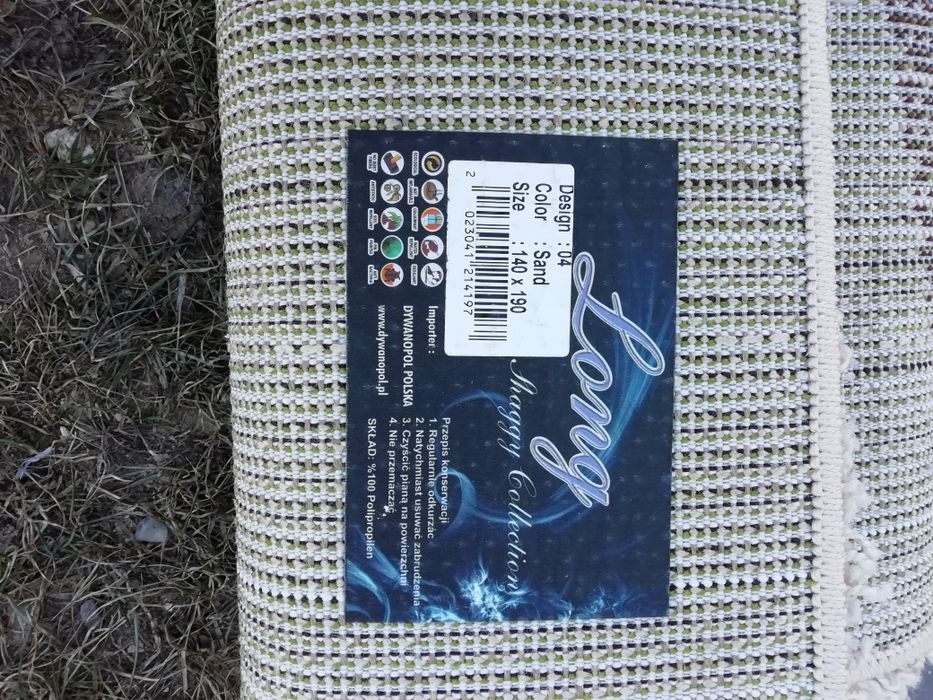 Long
Shaggy Collection
Design : 04
Color : Sand
Size : 140 x 190
2 023041 214197
Importer :
DYWANOPOL POLSKA
www.dywanopol.pl
Przepis konserwacji
1. Regularnie odkurzać
2. Natychmiast usuwać zabrudzenia
3. Czyścić pianą na powierzchni
4. Nie przemaczać
SKŁAD: %100 Polipropilen